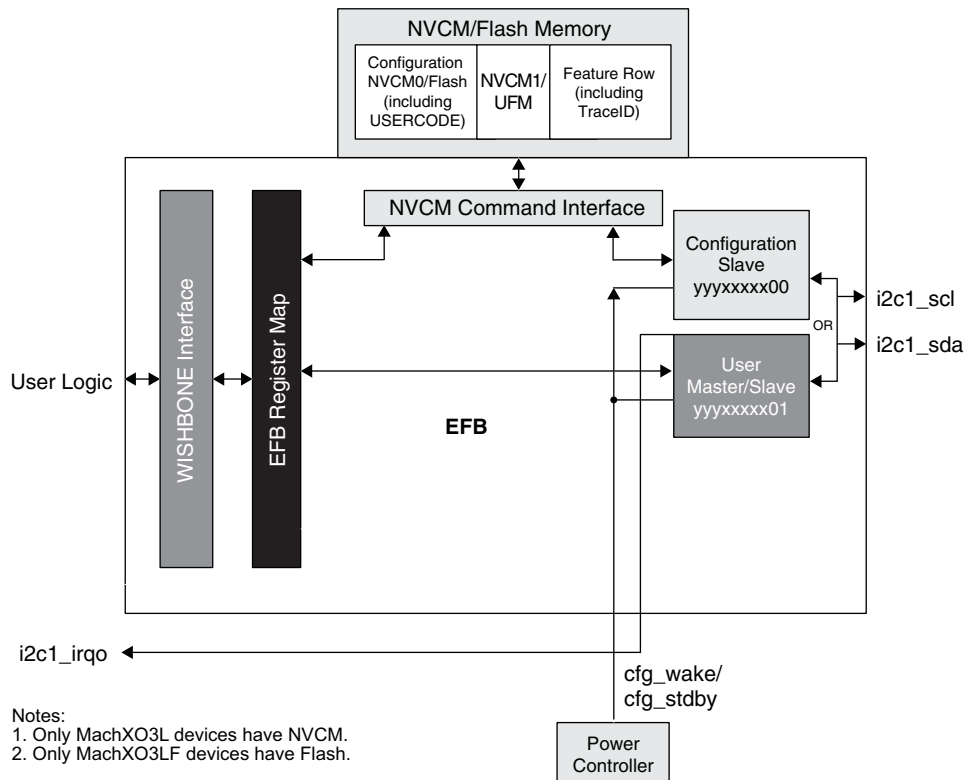 NVCM/Flash Memory
Configuration
NVCM0/Flash
(including
USERCODE)
NVCM1/
UFM
Feature Row
(including
TraceID)
NVCM Command Interface
Configuration
Slave
yyyxxxxx00
i2c1_scl
OR
i2c1_sda
User
Master/Slave
yyyxxxxx01
User Logic
WISHBONE Interface
EFB Register Map
EFB
i2c1_irqo
cfg_wake/
cfg_stdby
Power
Controller
Notes:
1. Only MachXO3L devices have NVCM.
2. Only MachXO3LF devices have Flash.